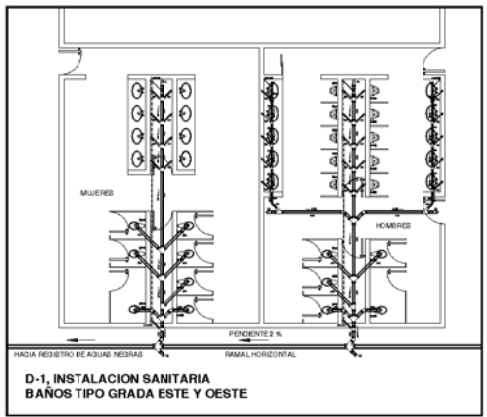 MUJERES
HOMBRES
PENDIENTE 2 %
HACIA REGISTRO DE AGUAS NEGRAS
RAMAL HORIZONTAL
D-1, INSTALACION SANITARIA
BAÑOS TIPO GRADA ESTE Y OESTE